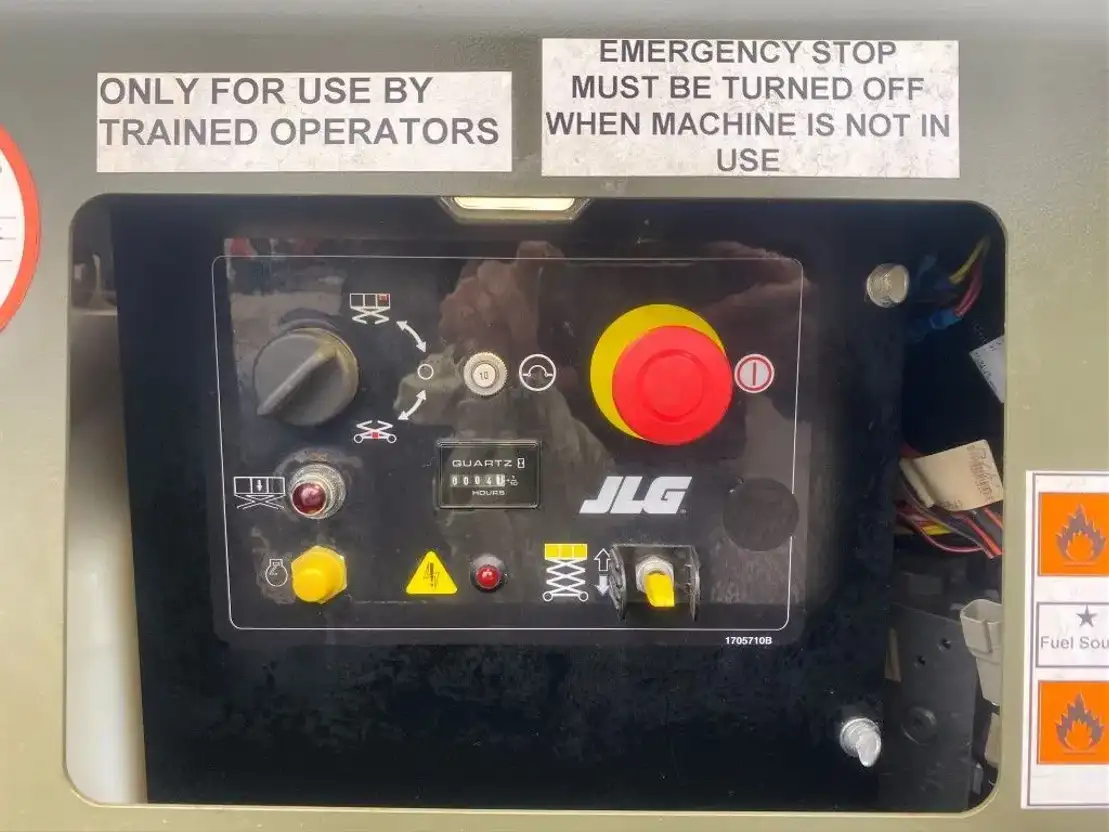 ONLY FOR USE BY
TRAINED OPERATORS
EMERGENCY STOP
MUST BE TURNED OFF
WHEN MACHINE IS NOT IN
USE
10
QUARTZ
HOURS
JLG
1705710B
Fuel Sou